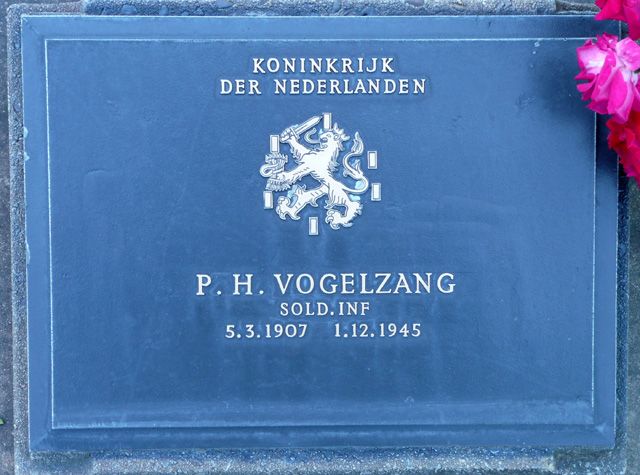 KONINKRIJK
DER NEDERLANDEN
P. H. VOGELZANG
SOLD.INF
5.3.1907 1.12.1945